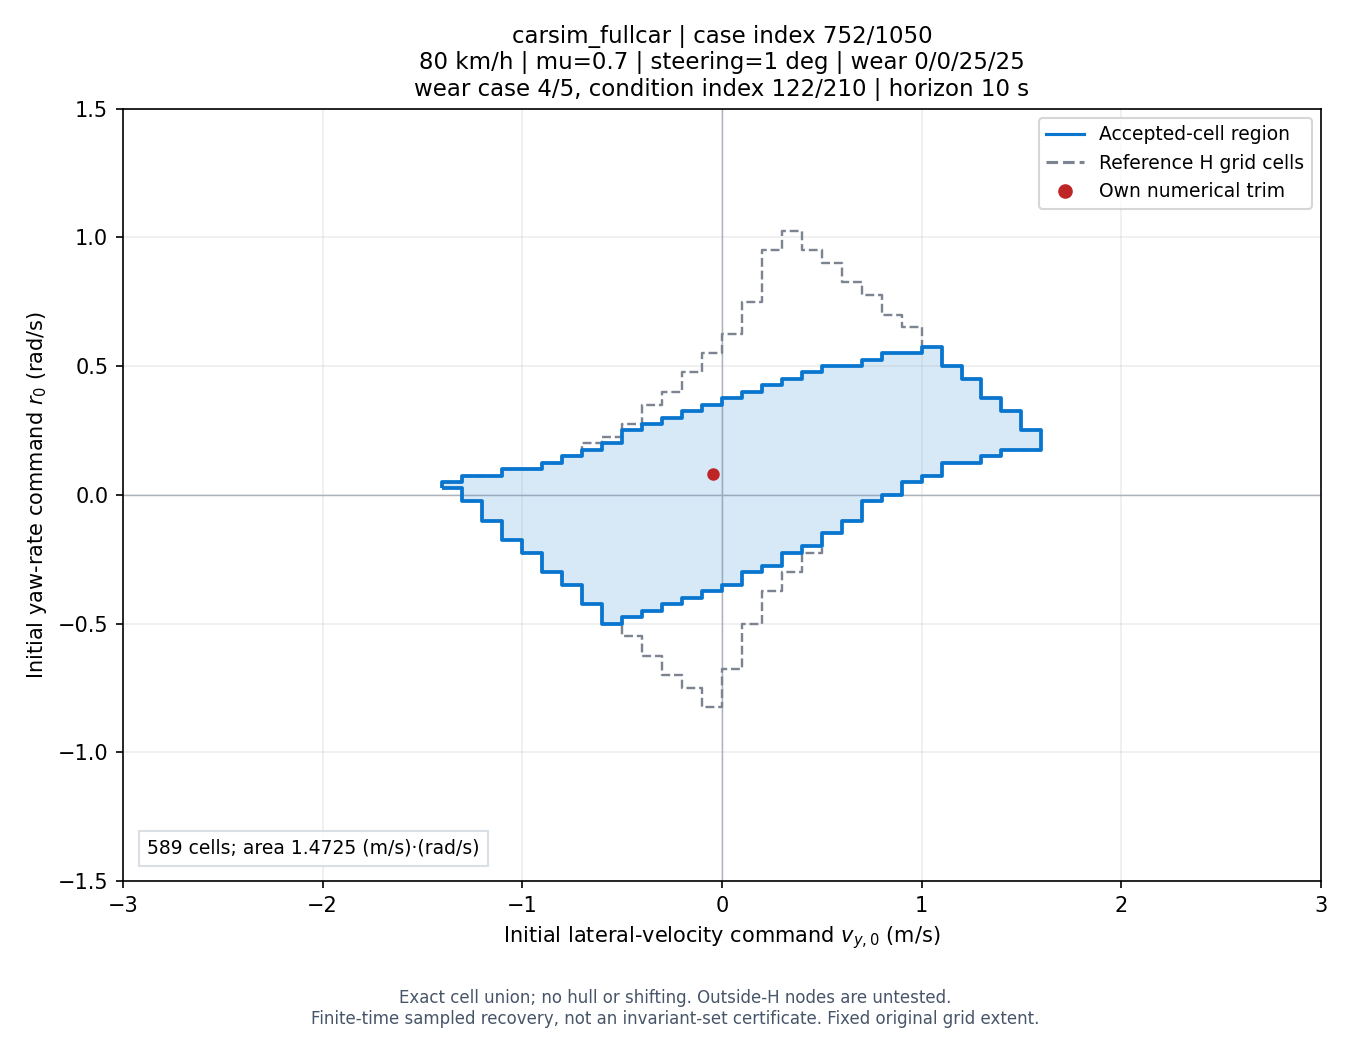 carsim_fullcar | case index 752/1050
80 km/h | mu=0.7 | steering=1 deg | wear 0/0/25/25
wear case 4/5, condition index 122/210 | horizon 10 s
Accepted-cell region
Reference H grid cells
Own numerical trim
1.5
1.0
0.5
0.0
−0.5
−1.0
−1.5
Initial yaw-rate command r₀ (rad/s)
589 cells; area 1.4725 (m/s)·(rad/s)
−3
−2
−1
0
1
2
3
Initial lateral-velocity command v_{y,0} (m/s)
Exact cell union; no hull or shifting. Outside-H nodes are untested.
Finite-time sampled recovery, not an invariant-set certificate. Fixed original grid extent.